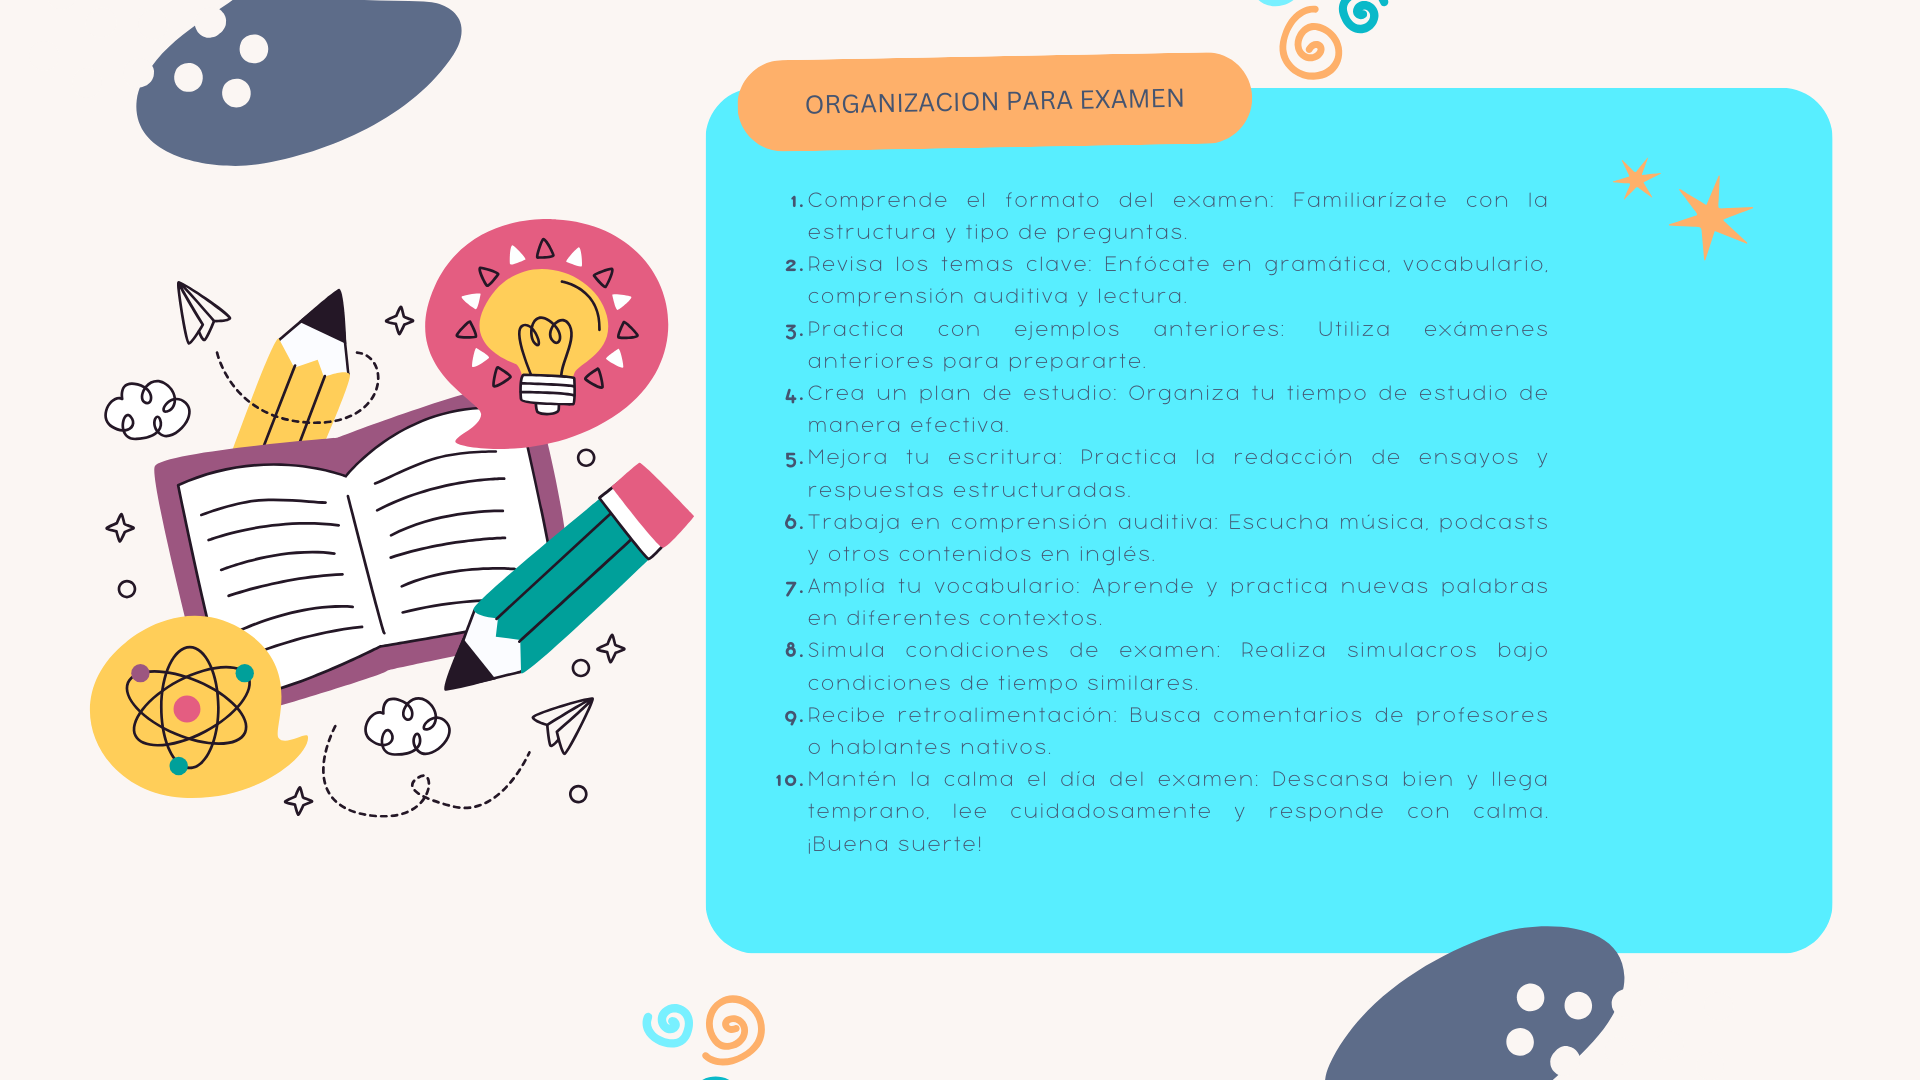 ORGANIZACION PARA EXAMEN
1. Comprende el formato del examen: Familiarízate con la
estructura y tipo de preguntas.
2. Revisa los temas clave: Enfócate en gramática, vocabulario,
comprensión auditiva y lectura.
3. Practica con ejemplos anteriores: Utiliza exámenes
anteriores para prepararte.
4. Crea un plan de estudio: Organiza tu tiempo de estudio de
manera efectiva.
5. Mejora tu escritura: Practica la redacción de ensayos y
respuestas estructuradas.
6. Trabaja en comprensión auditiva: Escucha música, podcasts
y otros contenidos en inglés.
7. Amplía tu vocabulario: Aprende y practica nuevas palabras
en diferentes contextos.
8. Simula condiciones de examen: Realiza simulacros bajo
condiciones de tiempo similares.
9. Recibe retroalimentación: Busca comentarios de profesores
o hablantes nativos.
10. Mantén la calma el día del examen: Descansa bien y llega
temprano, lee cuidadosamente y responde con calma.
¡Buena suerte!